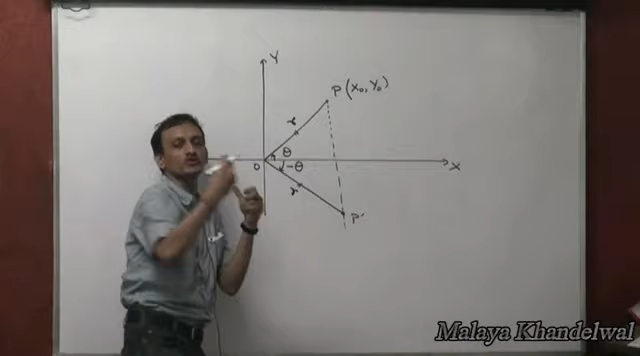 Y
P (X₀, Y₀)
r
θ
O
-θ
X
r
P'
Malaya Khandelwal